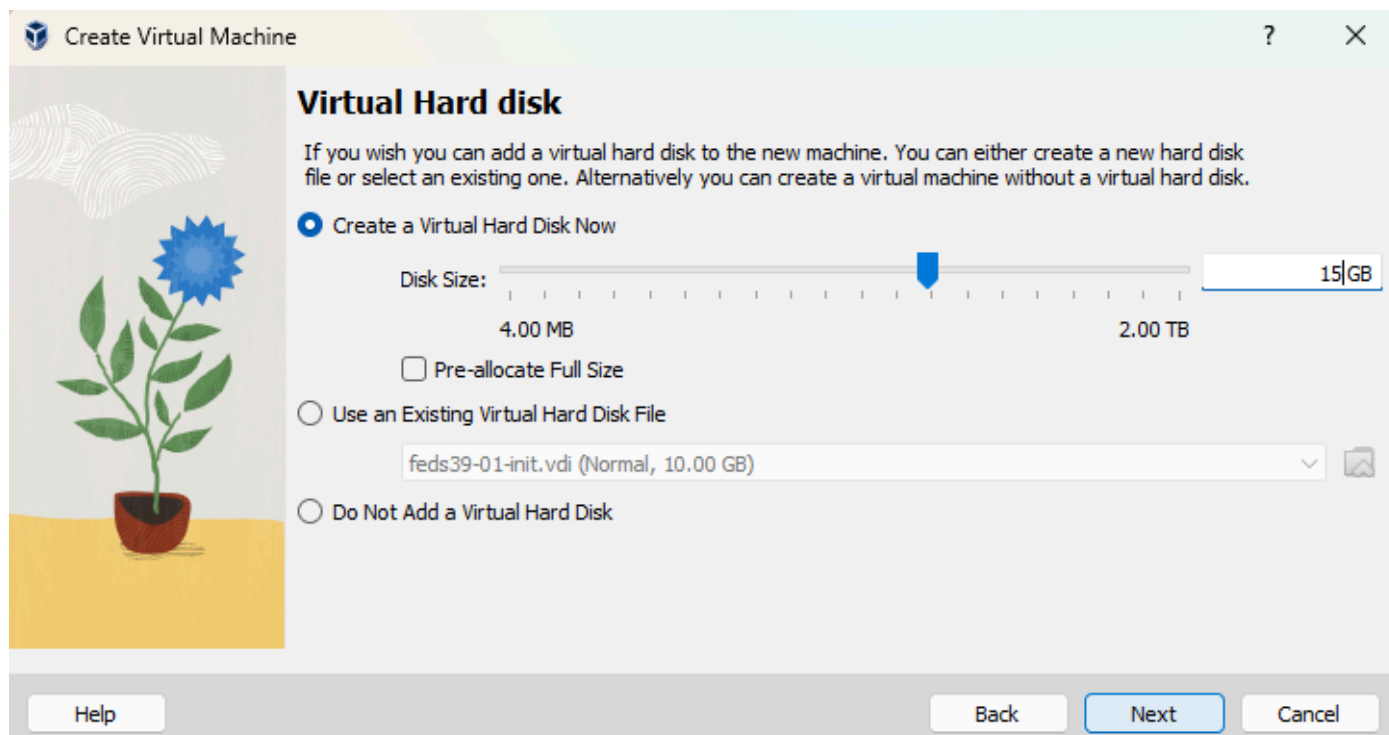 Create Virtual Machine
?
Virtual Hard disk
If you wish you can add a virtual hard disk to the new machine. You can either create a new hard disk
file or select an existing one. Alternatively you can create a virtual machine without a virtual hard disk.
Create a Virtual Hard Disk Now
Disk Size:
15 GB
4.00 MB
2.00 TB
Pre-allocate Full Size
Use an Existing Virtual Hard Disk File
feds39-01-init.vdi (Normal, 10.00 GB)
Do Not Add a Virtual Hard Disk
Help
Back
Next
Cancel